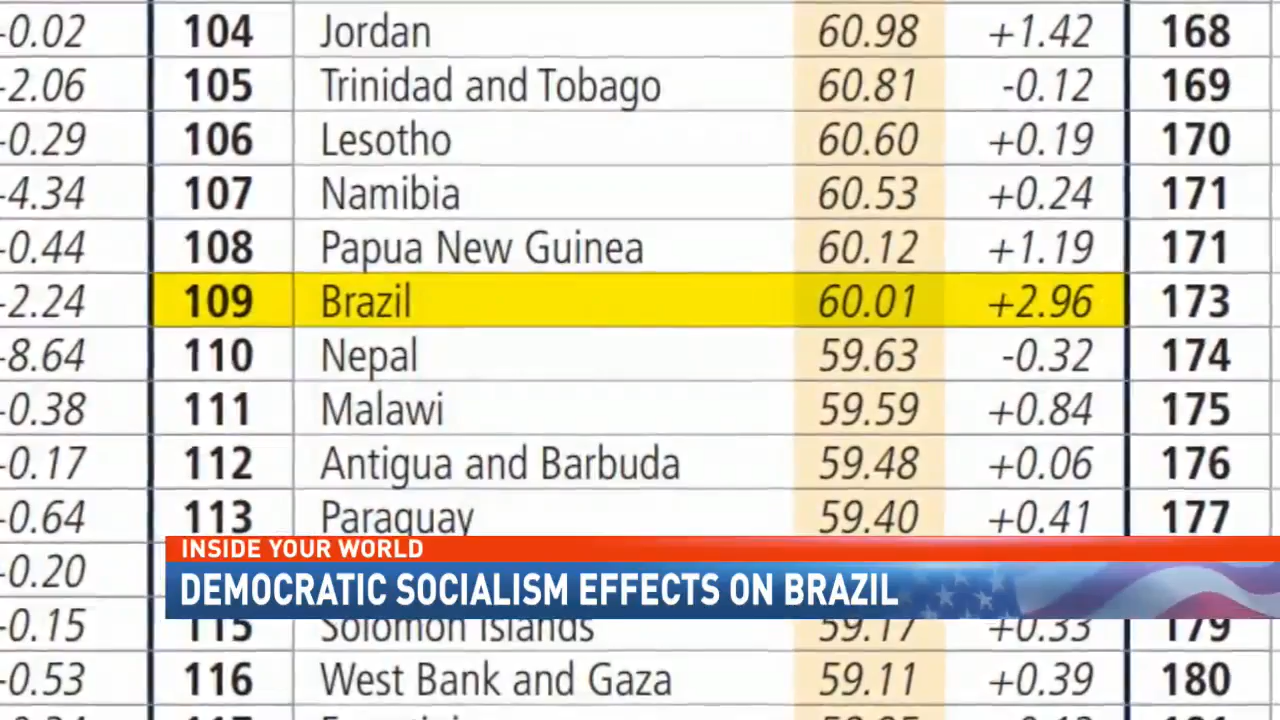 -0.02 104 Jordan 60.98 +1.42 168
-2.06 105 Trinidad and Tobago 60.81 -0.12 169
-0.29 106 Lesotho 60.60 +0.19 170
-4.34 107 Namibia 60.53 +0.24 171
-0.44 108 Papua New Guinea 60.12 +1.19 171
-2.24 109 Brazil 60.01 +2.96 173
-8.64 110 Nepal 59.63 -0.32 174
-0.38 111 Malawi 59.59 +0.84 175
-0.17 112 Antigua and Barbuda 59.48 +0.06 176
-0.64 113 Paraguay 59.40 +0.41 177
INSIDE YOUR WORLD
-0.20
DEMOCRATIC SOCIALISM EFFECTS ON BRAZIL
-0.15 115 Solomon Islands 59.17 +0.33 179
-0.53 116 West Bank and Gaza 59.11 +0.39 180